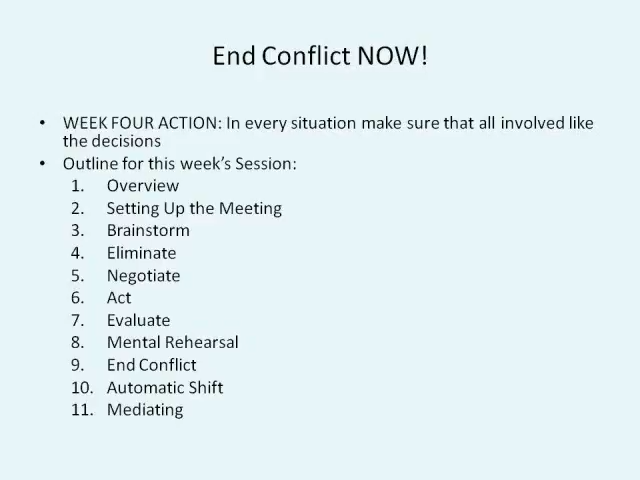 End Conflict NOW!
• WEEK FOUR ACTION: In every situation make sure that all involved like
the decisions
• Outline for this week's Session:
1. Overview
2. Setting Up the Meeting
3. Brainstorm
4. Eliminate
5. Negotiate
6. Act
7. Evaluate
8. Mental Rehearsal
9. End Conflict
10. Automatic Shift
11. Mediating